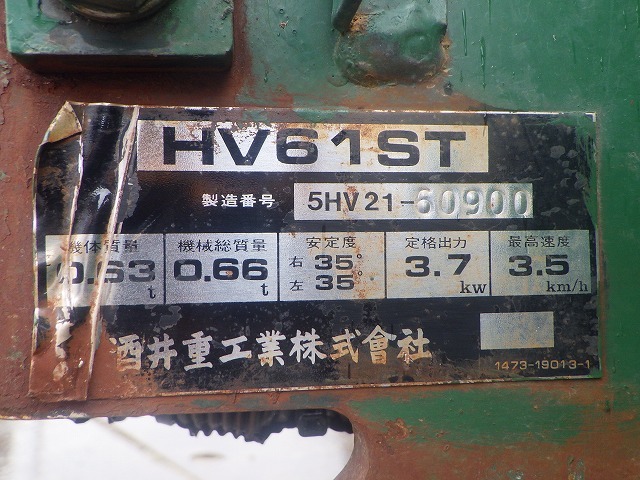 HV61ST
製造番号 5HV21-60900
機体質量 機械総質量 安定度 定格出力 最高速度
0.63 t 0.66 t 右 35° 左 35° 3.7 kw 3.5 km/h
酒井重工業株式會社
1473-19013-1